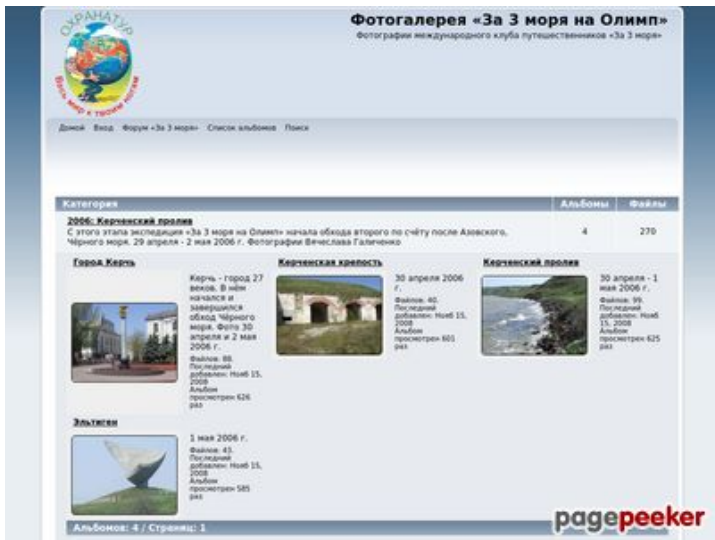 ОХРАНАТУР
Весь мир к твоим ногам
Фотогалерея «За 3 моря на Олимп»
Фотографии международного клуба путешественников «За 3 моря»
Домой Вход Форум «За 3 моря» Список альбомов Поиск
Категория Альбомы Файлы
2006: Керченский пролив
С этого этапа экспедиция «За 3 моря на Олимп» начала обхода второго по счёту после Азовского,
Чёрного моря. 29 апреля - 2 мая 2006 г. Фотографии Вячеслава Галиченко
4 270
Город Керчь
Керчь - город 27
веков. В нём
начался и
завершился
обход Чёрного
моря. Фото 30
апреля и 2 мая
2006 г.
Файлов: 88.
Последний
добавлен: Нояб 15,
2008
Альбом
просмотрен 626
раз
Керченская крепость
30 апреля 2006
г.
Файлов: 40.
Последний
добавлен: Нояб 15,
2008
Альбом
просмотрен 601
раз
Керченский пролив
30 апреля - 1
мая 2006 г.
Файлов: 99.
Последний
добавлен: Нояб
15, 2008
Альбом
просмотрен 625
раз
Эльтиген
1 мая 2006 г.
Файлов: 43.
Последний
добавлен: Нояб 15,
2008
Альбом
просмотрен 585
раз
Альбомов: 4 / Страниц: 1
pagepeeker